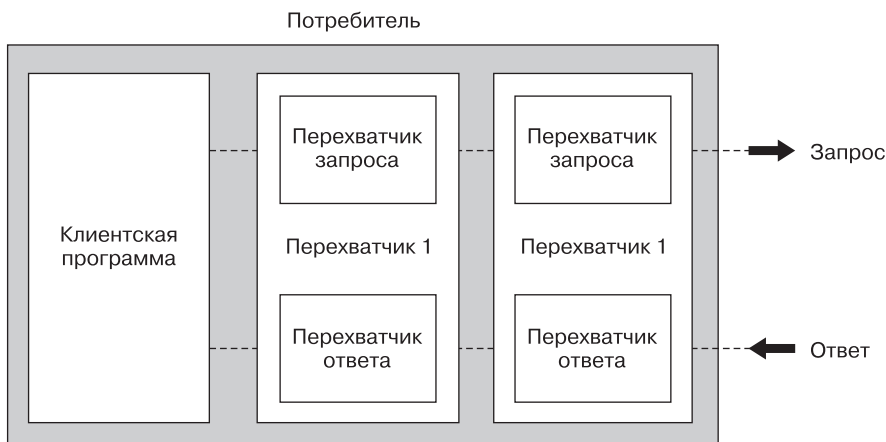 Потребитель
Клиентская
программа
Перехватчик
запроса
Перехватчик 1
Перехватчик
ответа
Перехватчик
запроса
Перехватчик 1
Перехватчик
ответа
Запрос
Ответ